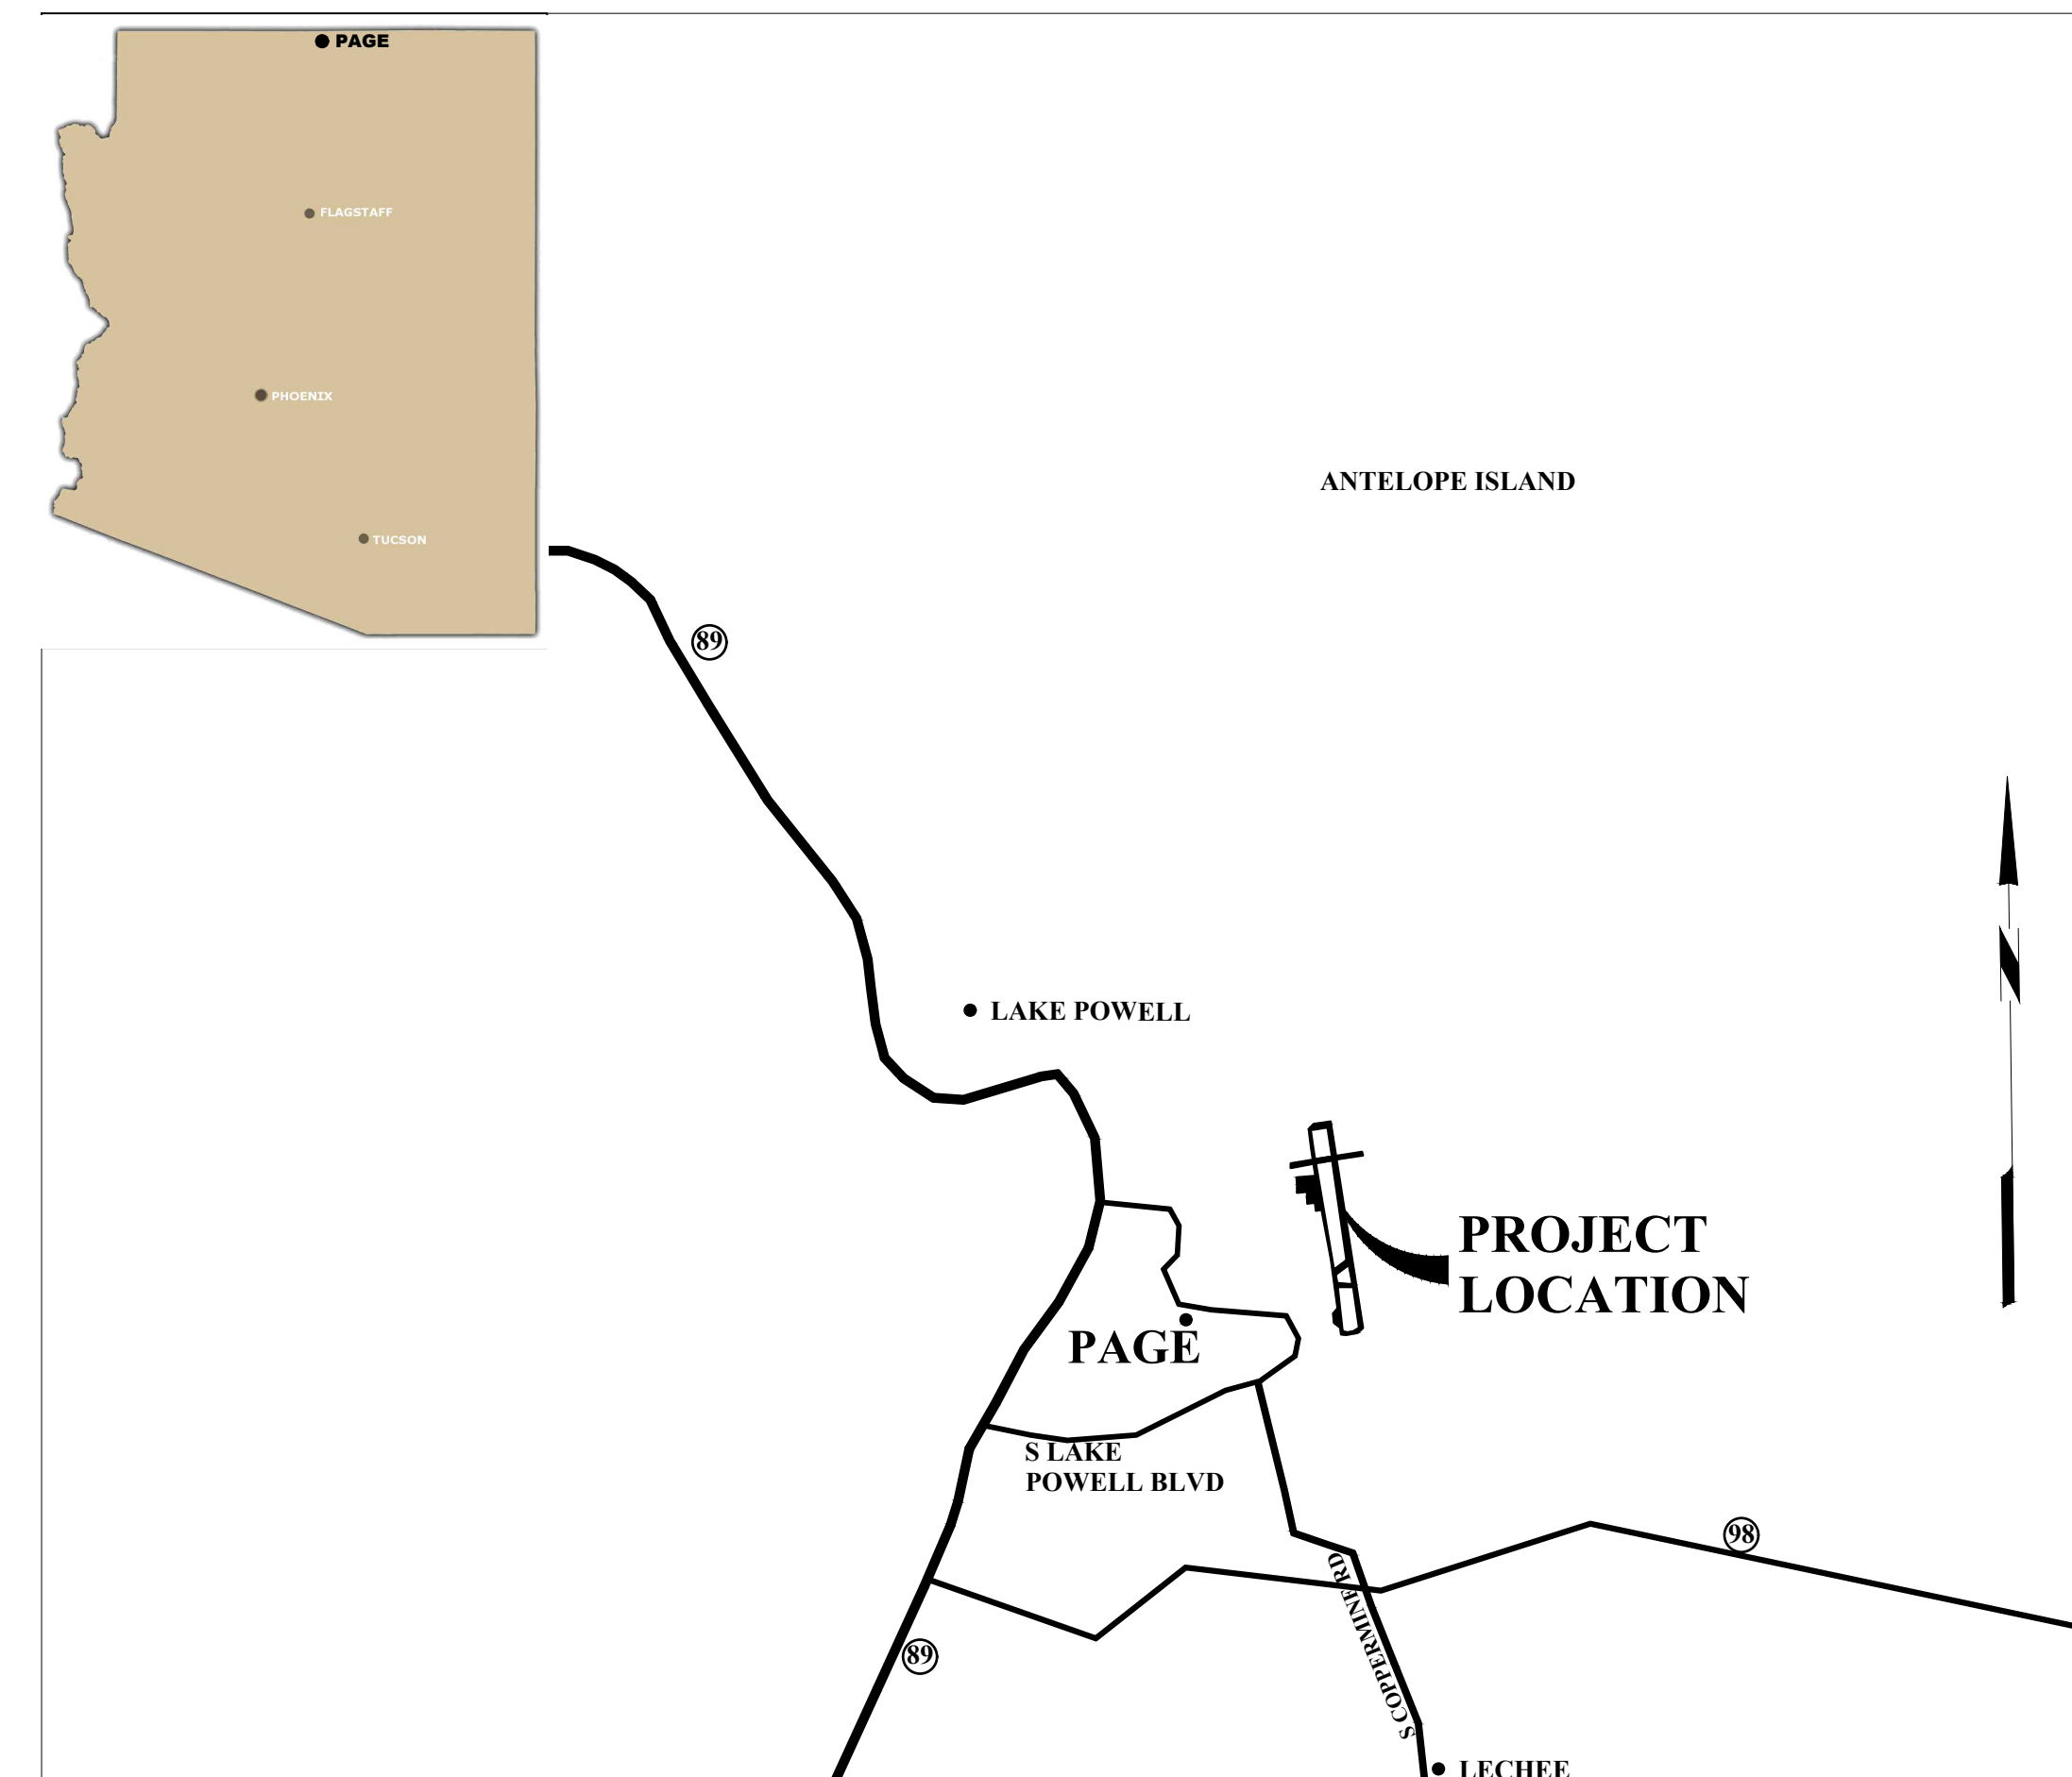 PAGE
FLAGSTAFF
PHOENIX
TUCSON
ANTELOPE ISLAND
89
LAKE POWELL
N
PROJECT
LOCATION
PAGE
S LAKE
POWELL BLVD
98
S COPPERMINE RD
89
LECHEE